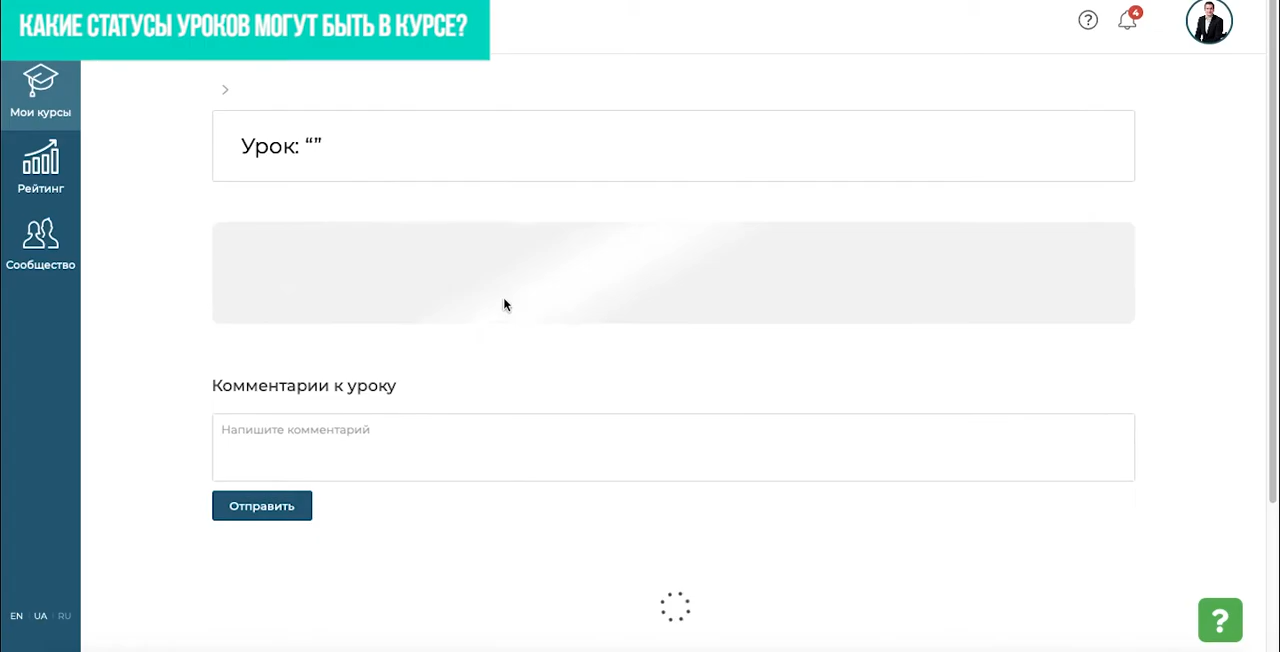 КАКИЕ СТАТУСЫ УРОКОВ МОГУТ БЫТЬ В КУРСЕ?
4
Мои курсы
Рейтинг
Сообщество
Урок: “”
Комментарии к уроку
Напишите комментарий
Отправить
EN UA RU